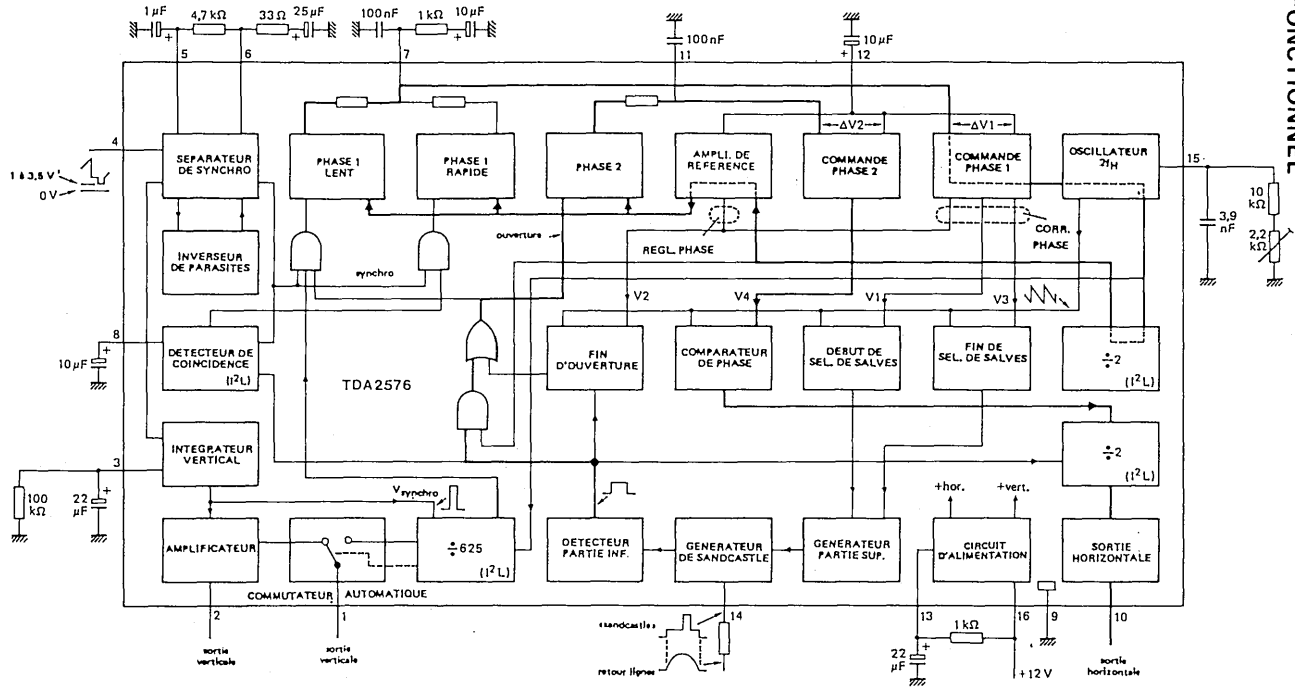 FONCTIONNEL
1µF
4,7 kΩ
33Ω
25µF
100nF
1kΩ
10µF
100nF
10µF
5
6
7
11
12
4
1 à 3,5 V
0V
SEPARATEUR
DE SYNCHRO
PHASE 1
LENT
PHASE 1
RAPIDE
PHASE 2
AMPLI. DE
REFERENCE
ΔV2
COMMANDE
PHASE 2
ΔV1
COMMANDE
PHASE 1
OSCILLATEUR
2fH
15
10
kΩ
3,9
nF
2,2
kΩ
INVERSEUR
DE PARASITES
synchro
ouverture
REGL. PHASE
CORR.
PHASE
V2
V4
V1
V3
8
10µF
DETECTEUR DE
COINCIDENCE
(I²L)
TDA2576
FIN
D'OUVERTURE
COMPARATEUR
DE PHASE
DEBUT DE
SEL. DE SALVES
FIN DE
SEL. DE SALVES
÷2
(I²L)
INTEGRATEUR
VERTICAL
÷2
(I²L)
3
100
kΩ
22
µF
V synchro
+hor.
+vert.
AMPLIFICATEUR
÷625
(I²L)
DETECTEUR
PARTIE INF.
GENERATEUR
DE SANDCASTLE
GENERATEUR
PARTIE SUP.
CIRCUIT
D'ALIMENTATION
SORTIE
HORIZONTALE
COMMUTATEUR AUTOMATIQUE
2
1
14
13
16
9
10
sortie
verticale
sortie
verticale
«sandcastle»
retour lignes
1kΩ
22
µF
+12V
sortie
horizontale